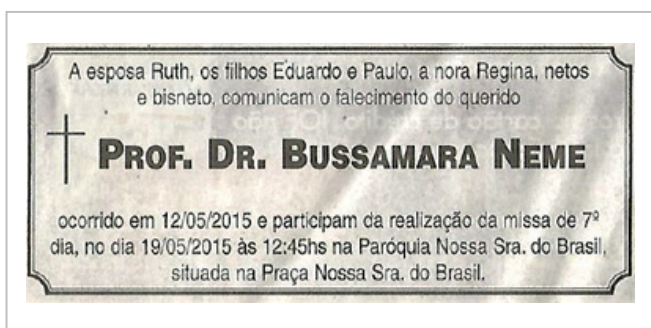 A esposa Ruth, os filhos Eduardo e Paulo, a nora Regina, netos
e bisneto, comunicam o falecimento do querido
PROF. DR. BUSSAMARA NEME
ocorrido em 12/05/2015 e participam da realização da missa de 7º
dia, no dia 19/05/2015 às 12:45hs na Paróquia Nossa Sra. do Brasil,
situada na Praça Nossa Sra. do Brasil.